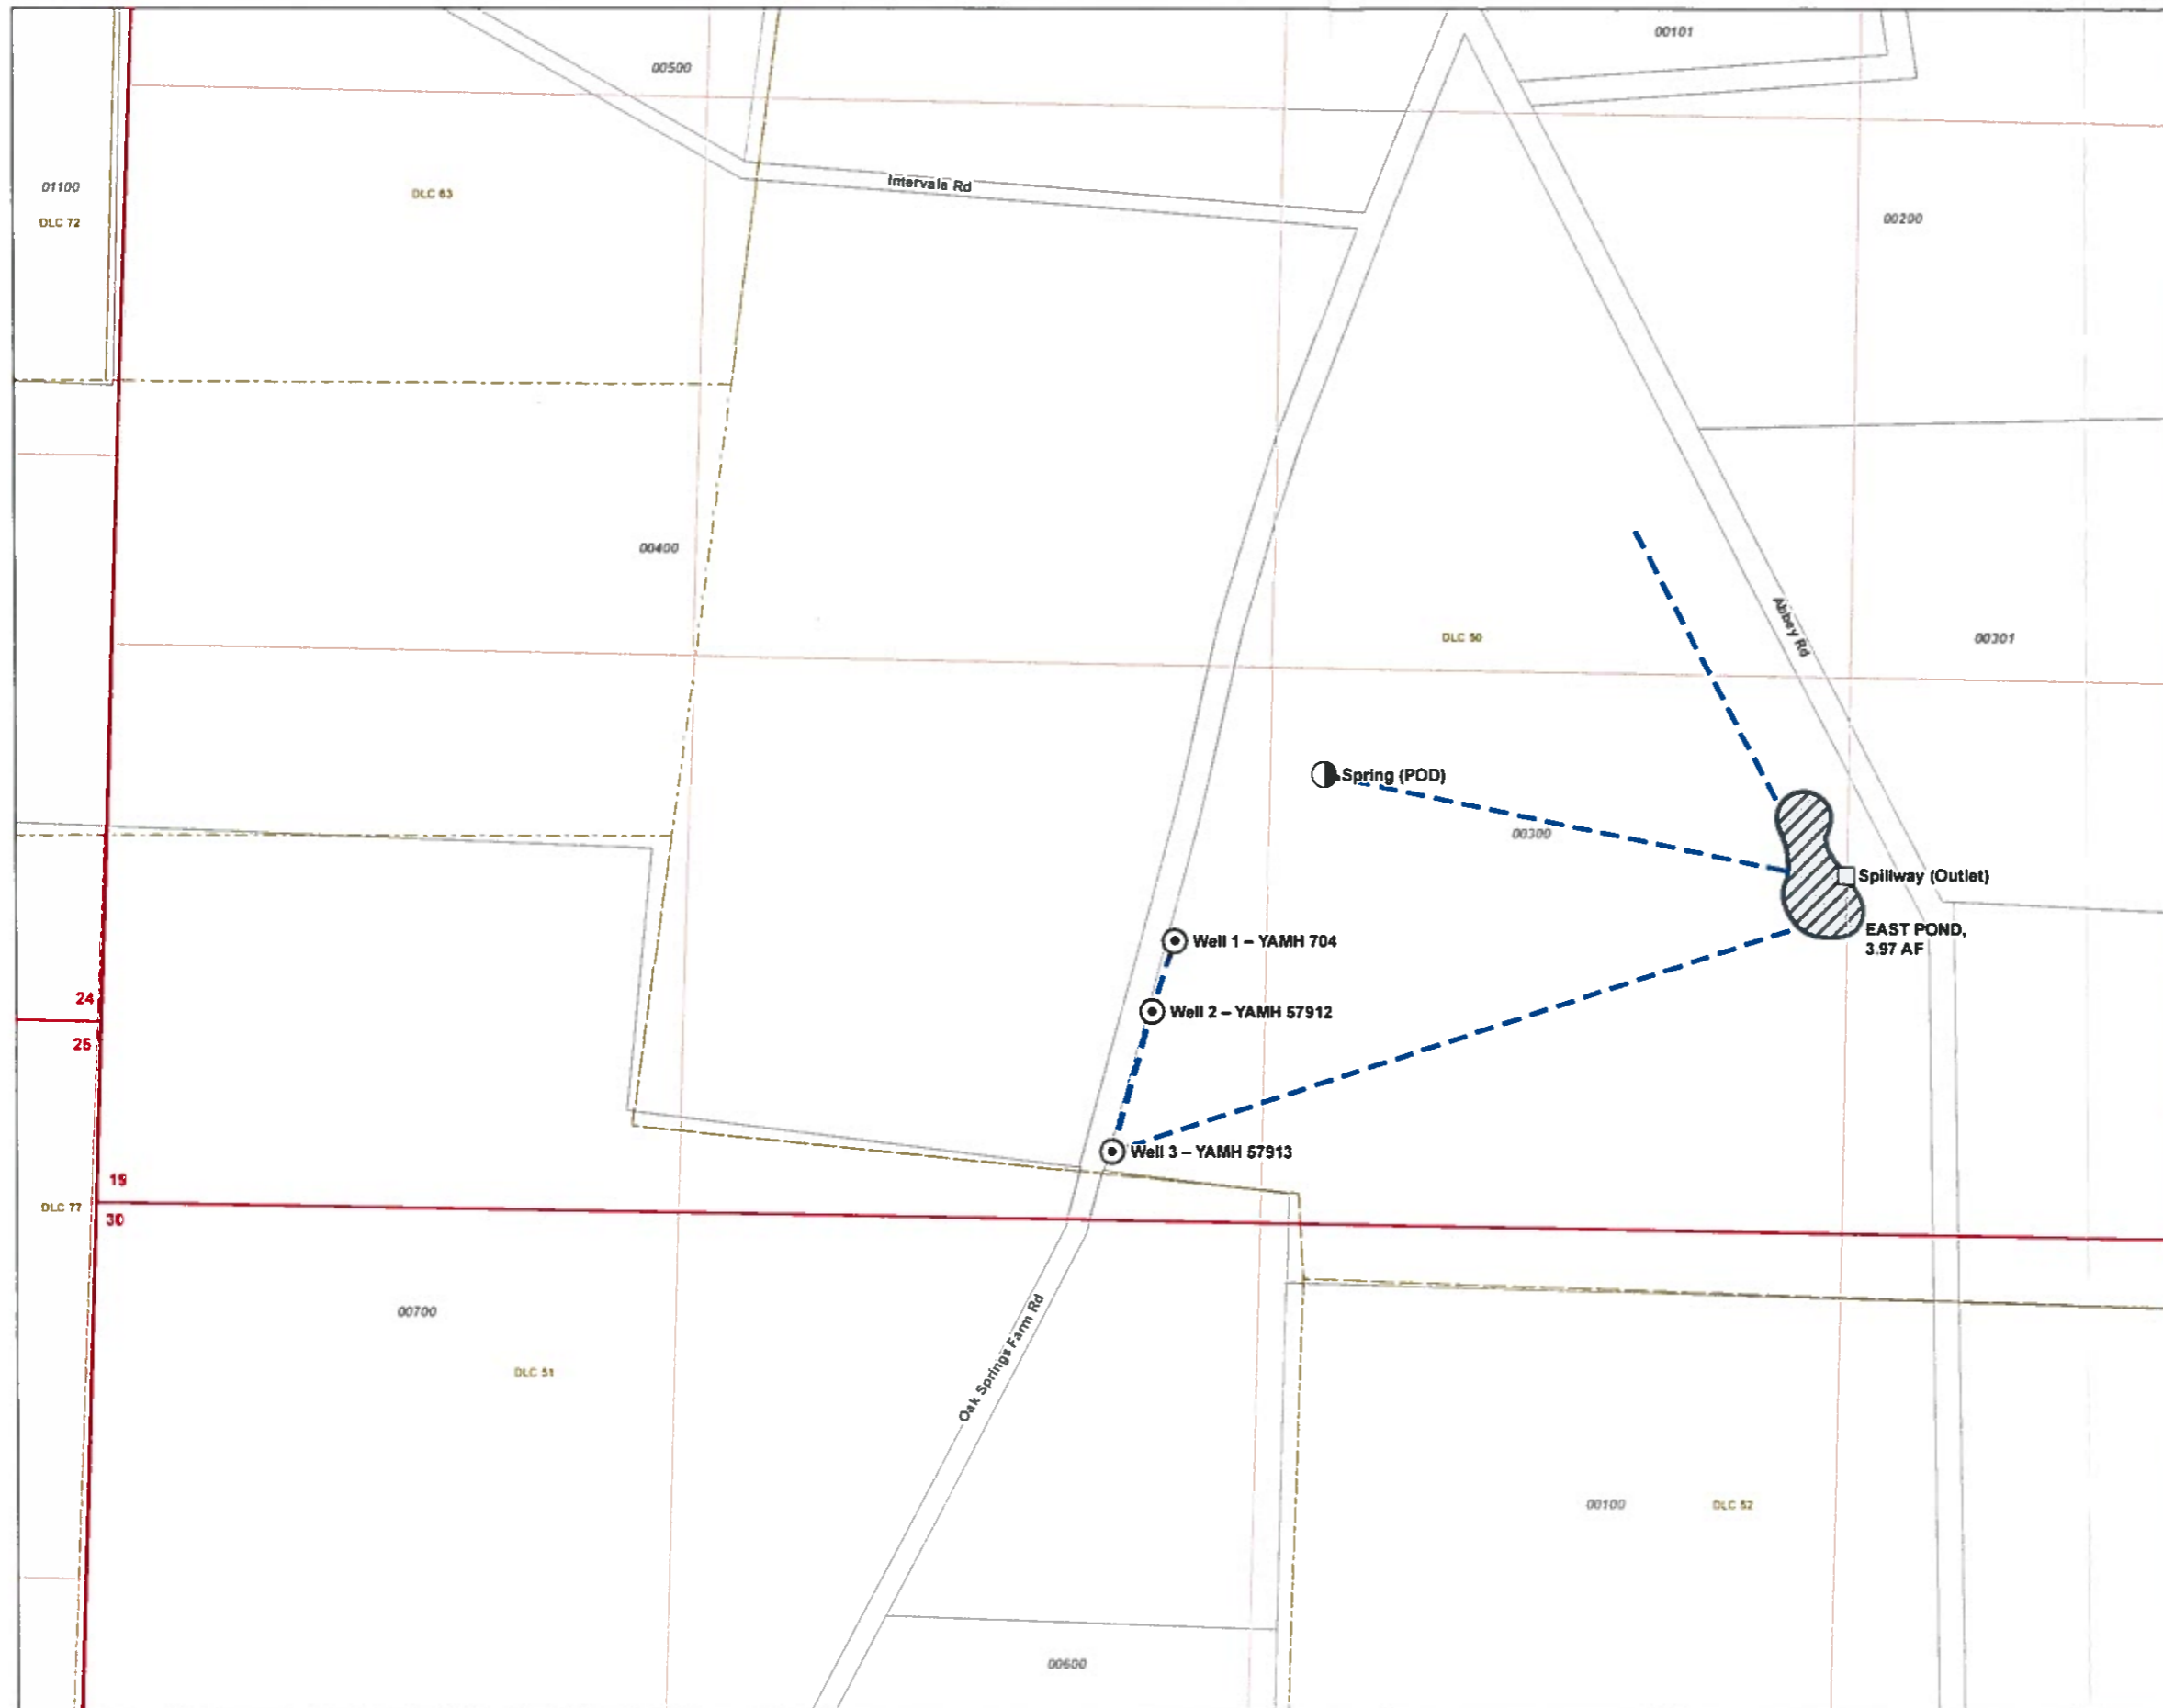 00101
00500
01100
DLC 63
Intervale Rd
00200
DLC 72
00400
Abbey Rd
DLC 50
00301
Spring (POD)
00300
Spillway (Outlet)
EAST POND,
3.97 AF
Well 1 – YAMH 704
24
Well 2 – YAMH 57912
25
Well 3 – YAMH 57913
19
DLC 77
30
00700
Oak Springs Farm Rd
DLC 51
00100
DLC 52
00600